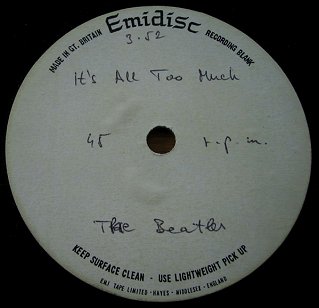 Emidisc
MADE IN GT. BRITAIN
RECORDING BLANK
3.52
It's All Too Much
45 r.p.m.
The Beatles
KEEP SURFACE CLEAN - USE LIGHTWEIGHT PICK UP
E.M.I TAPE LIMITED · HAYES · MIDDLESEX · ENGLAND